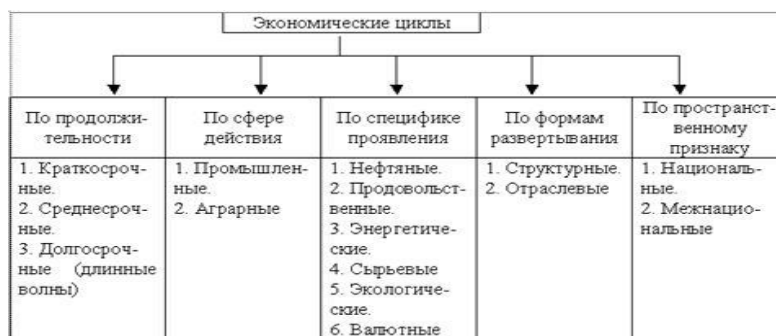 Экономические циклы
По продолжи-
тельности
По сфере
действия
По специфике
проявления
По формам
развертывания
По пространст-
венному
признаку
1. Краткосроч-
ные.
2. Среднесроч-
ные.
3. Долгосроч-
ные (длинные
волны)
1. Промышлен-
ные.
2. Аграрные
1. Нефтяные.
2. Продовольст-
венные.
3. Энергетиче-
ские.
4. Сырьевые
5. Экологиче-
ские.
6. Валютные
1. Структурные.
2. Отраслевые
1. Националь-
ные.
2. Межнацио-
нальные